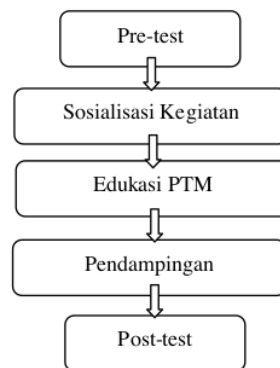 Pre-test
Sosialisasi Kegiatan
Edukasi PTM
Pendampingan
Post-test